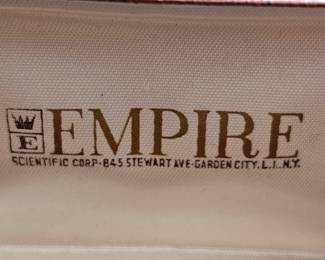 E EMPIRE
SCIENTIFIC CORP-845 STEWART AVE-GARDEN CITY, L.I., N.Y.